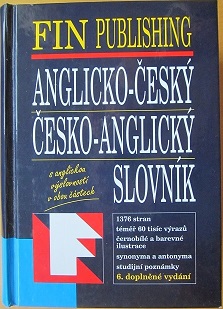 FIN PUBLISHING
ANGLICKO-ČESKÝ
ČESKO-ANGLICKÝ
SLOVNÍK
s anglickou
výslovností
v obou částech
1376 stran
téměř 60 tisíc výrazů
černobílé a barevné
ilustrace
synonyma a antonyma
studijní poznámky
6. doplněné vydání